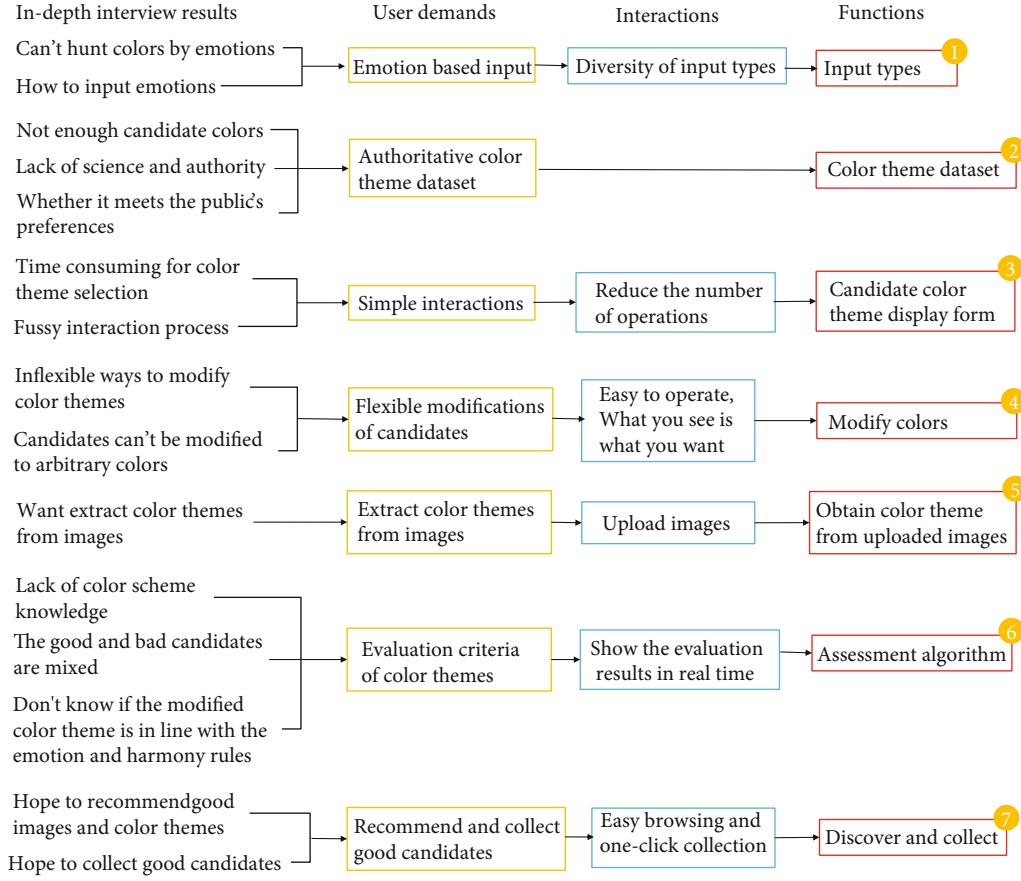 In-depth interview results
User demands
Interactions
Functions
Can't hunt colors by emotions
How to input emotions
Emotion based input
Diversity of input types
Input types
1
Not enough candidate colors
Lack of science and authority
Whether it meets the public's
preferences
Authoritative color
theme dataset
Color theme dataset
2
Time consuming for color
theme selection
Fussy interaction process
Simple interactions
Reduce the number
of operations
Candidate color
theme display form
3
Inflexible ways to modify
color themes
Candidates can't be modified
to arbitrary colors
Flexible modifications
of candidates
Easy to operate,
What you see is
what you want
Modify colors
4
Want extract color themes
from images
Extract color themes
from images
Upload images
Obtain color theme
from uploaded images
5
Lack of color scheme
knowledge
The good and bad candidates
are mixed
Don't know if the modified
color theme is in line with the
emotion and harmony rules
Evaluation criteria
of color themes
Show the evaluation
results in real time
Assessment algorithm
6
Hope to recommendgood
images and color themes
Hope to collect good candidates
Recommend and collect
good candidates
Easy browsing and
one-click collection
Discover and collect
7